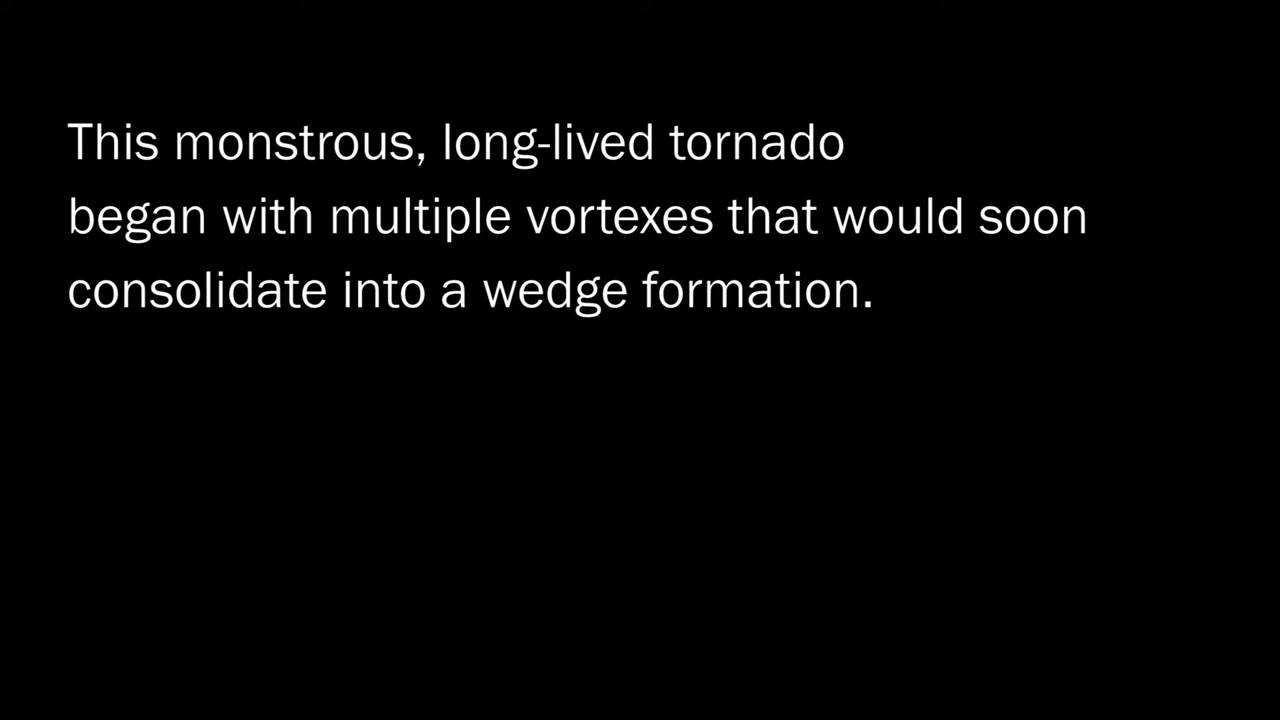 This monstrous, long-lived tornado
began with multiple vortexes that would soon
consolidate into a wedge formation.